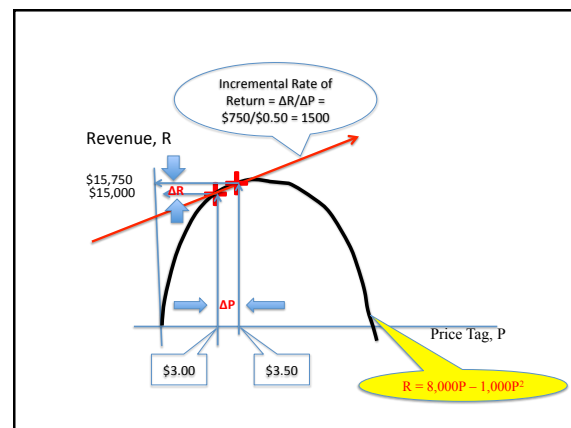 Incremental Rate of
Return = ΔR/ΔP =
$750/$0.50 = 1500
Revenue, R
$15,750
$15,000
ΔR
ΔP
Price Tag, P
$3.00
$3.50
R = 8,000P – 1,000P²